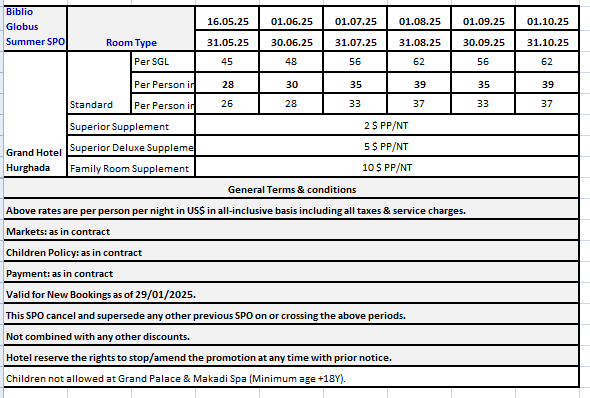 Biblio
Globus
Summer SPO
Room Type
16.05.25 01.06.25 01.07.25 01.08.25 01.09.25 01.10.25
31.05.25 30.06.25 31.07.25 31.08.25 30.09.25 31.10.25
Grand Hotel
Hurghada
Standard
Per SGL 45 48 56 62 56 62
Per Person in 28 30 35 39 35 39
Per Person in 26 28 33 37 33 37
Superior Supplement 2 $ PP/NT
Superior Deluxe Suppleme 5 $ PP/NT
Family Room Supplement 10 $ PP/NT
General Terms & conditions
Above rates are per person per night in US$ in all-inclusive basis including all taxes & service charges.
Markets: as in contract
Children Policy: as in contract
Payment: as in contract
Valid for New Bookings as of 29/01/2025.
This SPO cancel and supersede any other previous SPO on or crossing the above periods.
Not combined with any other discounts.
Hotel reserve the rights to stop/amend the promotion at any time with prior notice.
Children not allowed at Grand Palace & Makadi Spa (Minimum age +18Y).